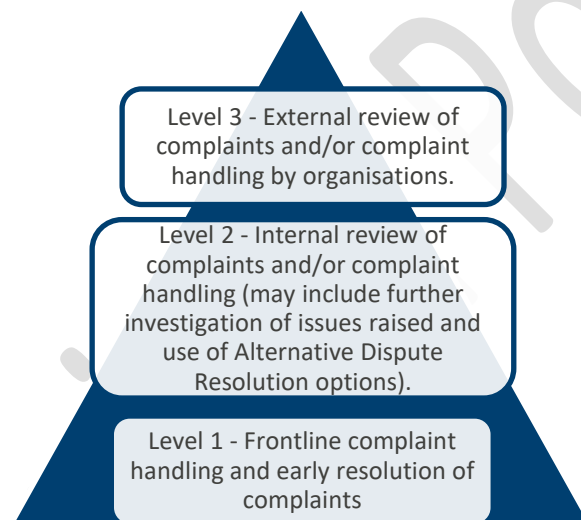 Level 3 - External review of
complaints and/or complaint
handling by organisations.
Level 2 - Internal review of
complaints and/or complaint
handling (may include further
investigation of issues raised and
use of Alternative Dispute
Resolution options).
Level 1 - Frontline complaint
handling and early resolution of
complaints